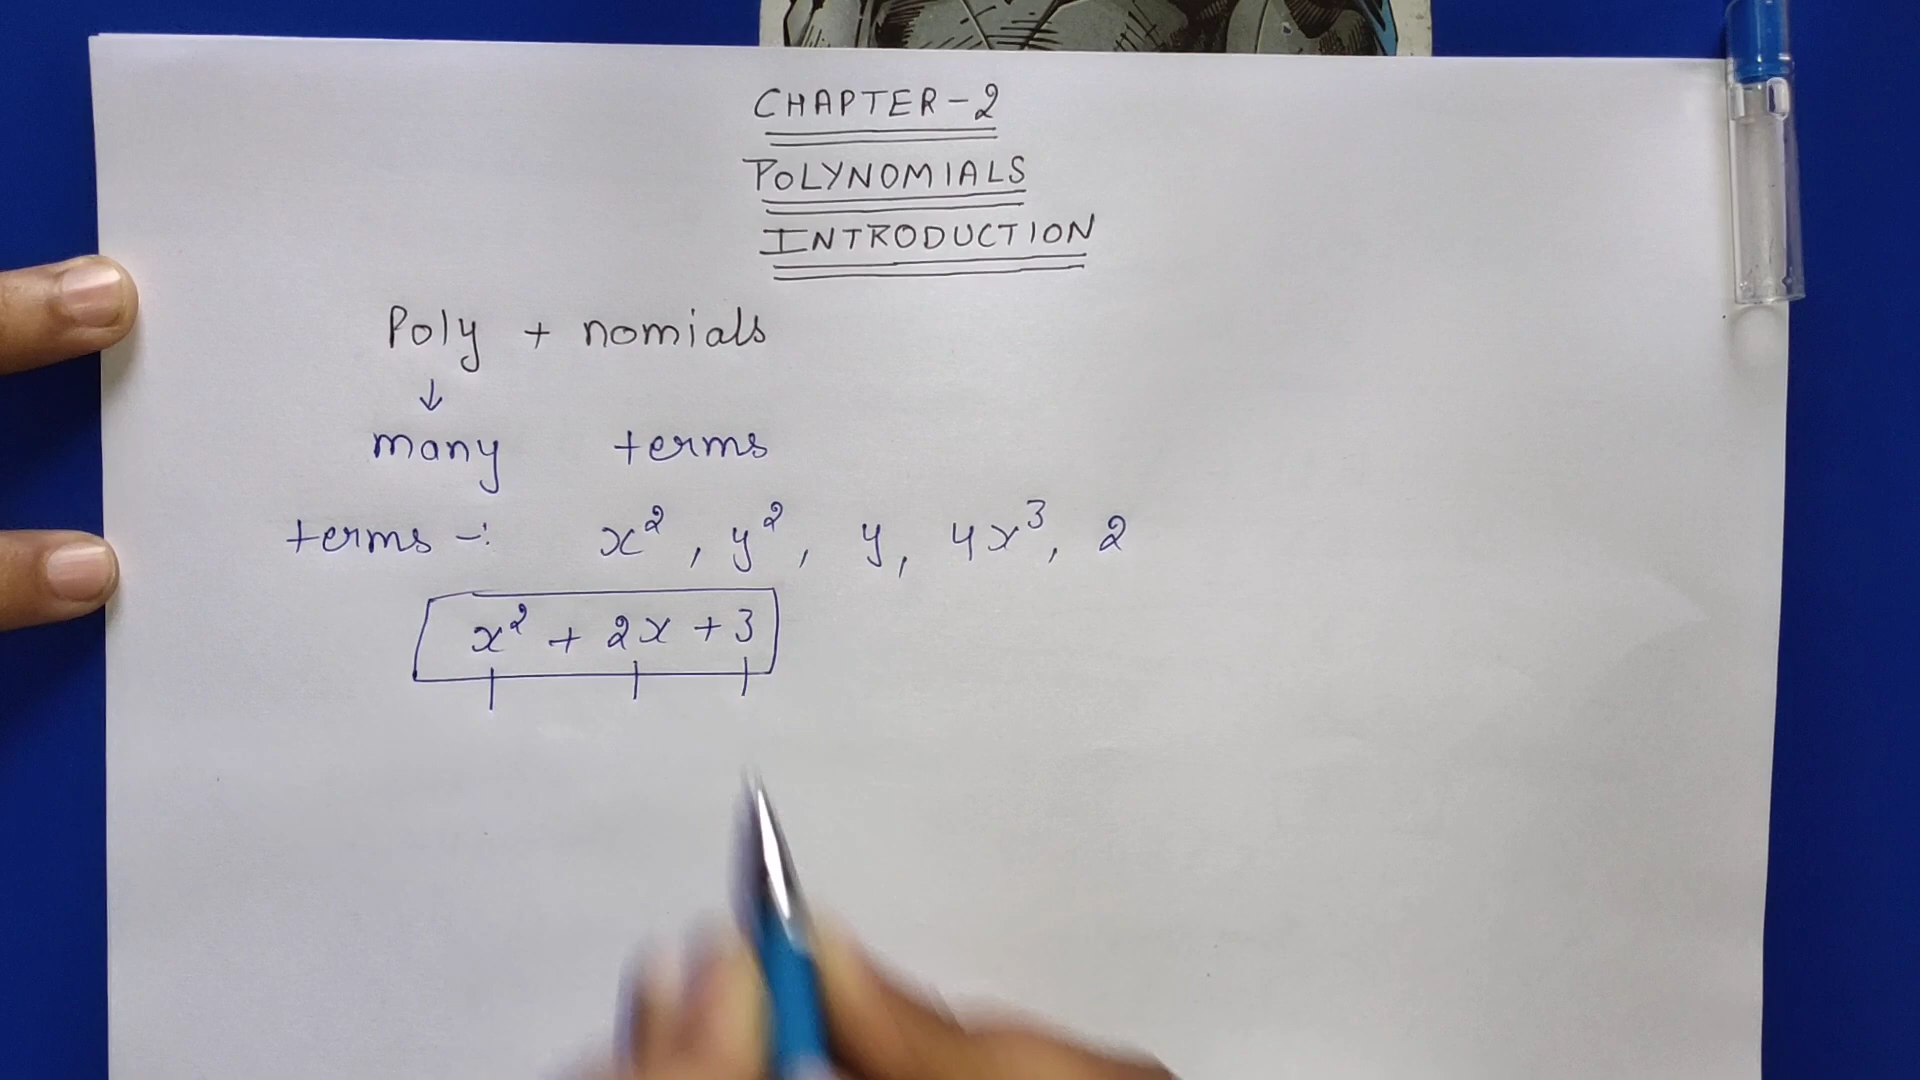 CHAPTER-2
POLYNOMIALS
INTRODUCTION
Poly + nomials
↓
many terms
terms -: x², y², y, 4x³, 2
x² + 2x + 3